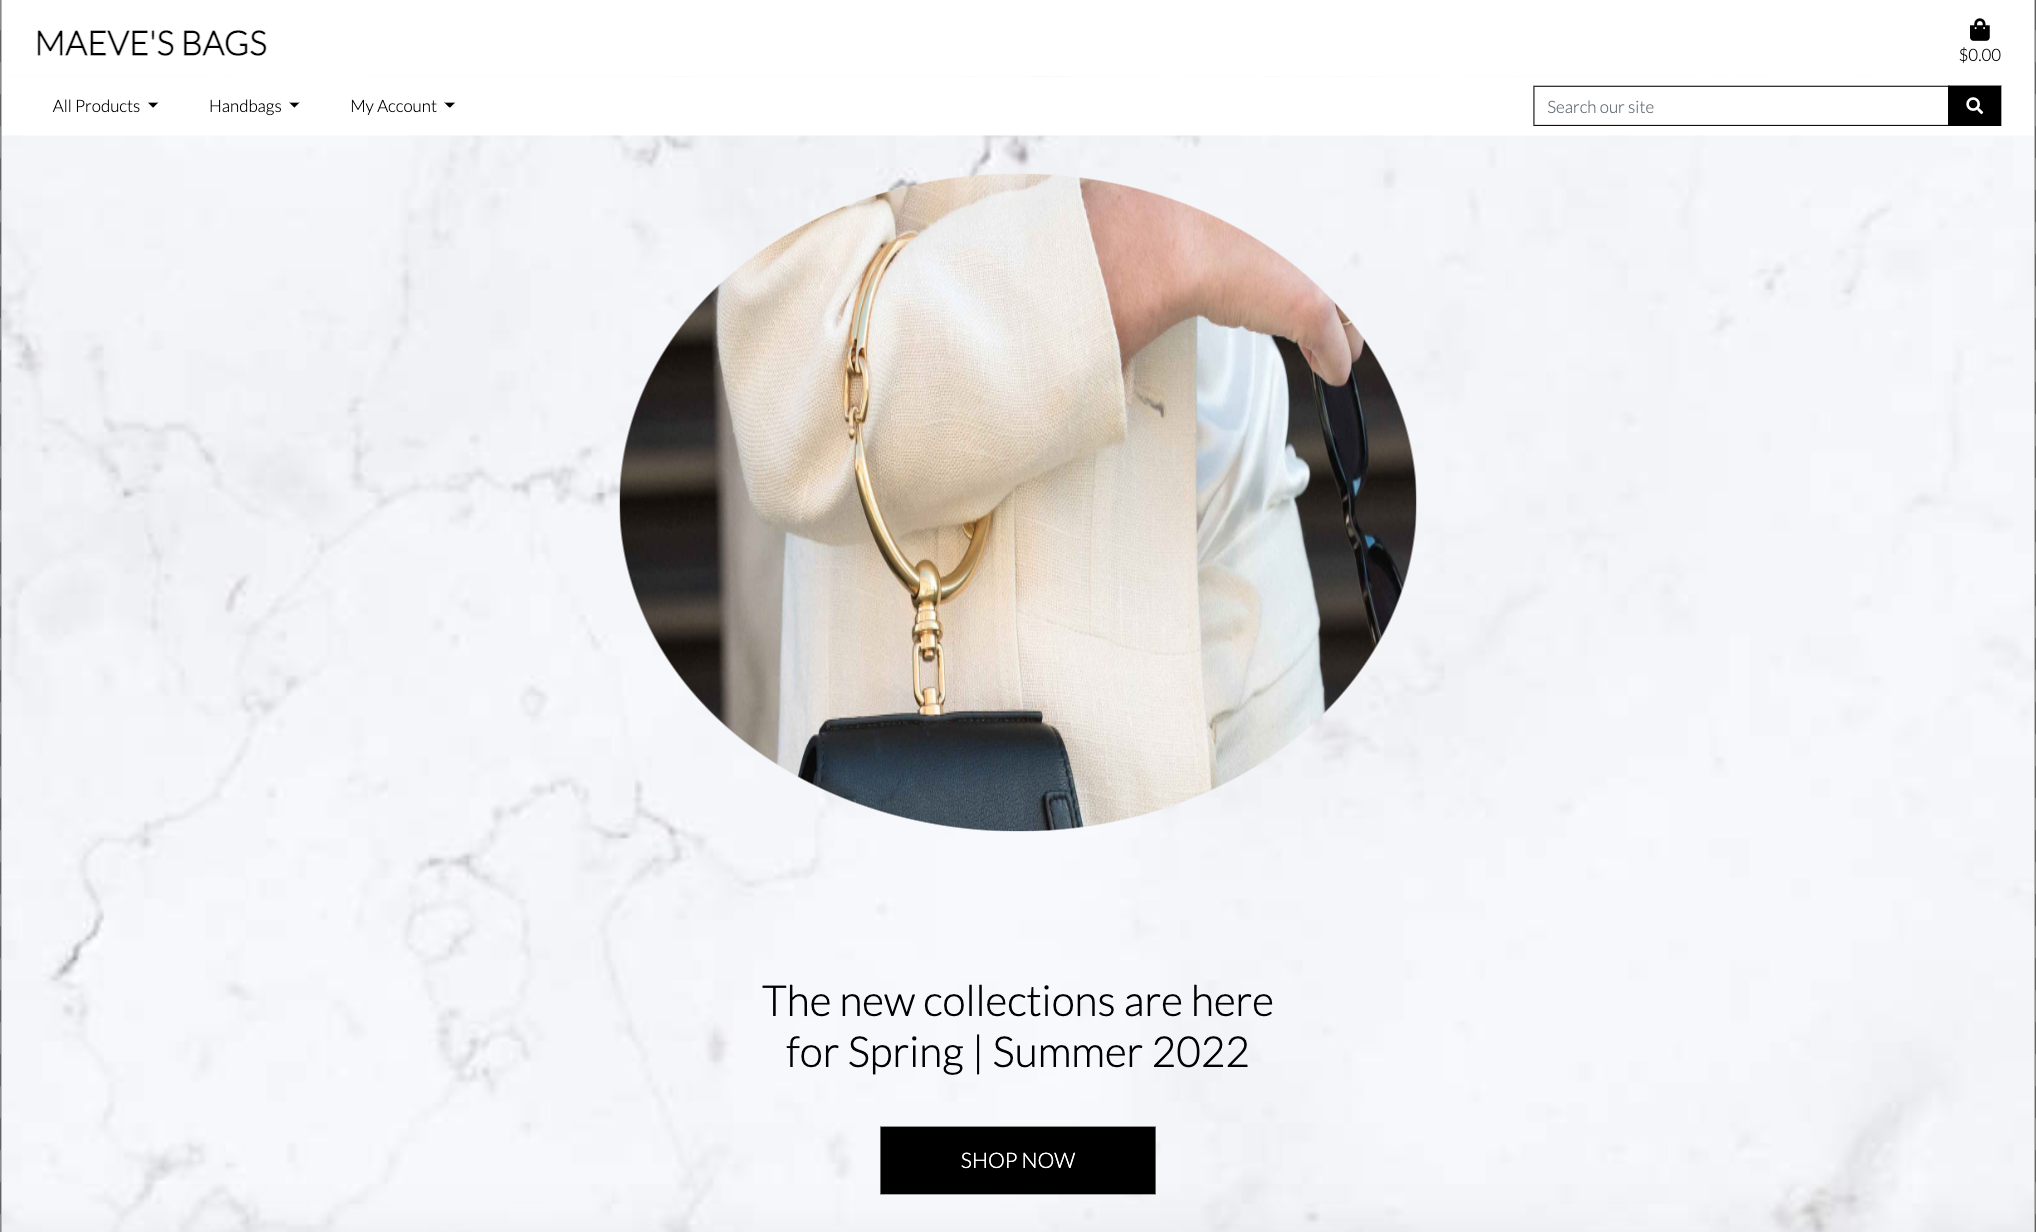 MAEVE'S BAGS
$0.00
All Products
Handbags
My Account
Search our site
The new collections are here
for Spring | Summer 2022
SHOP NOW